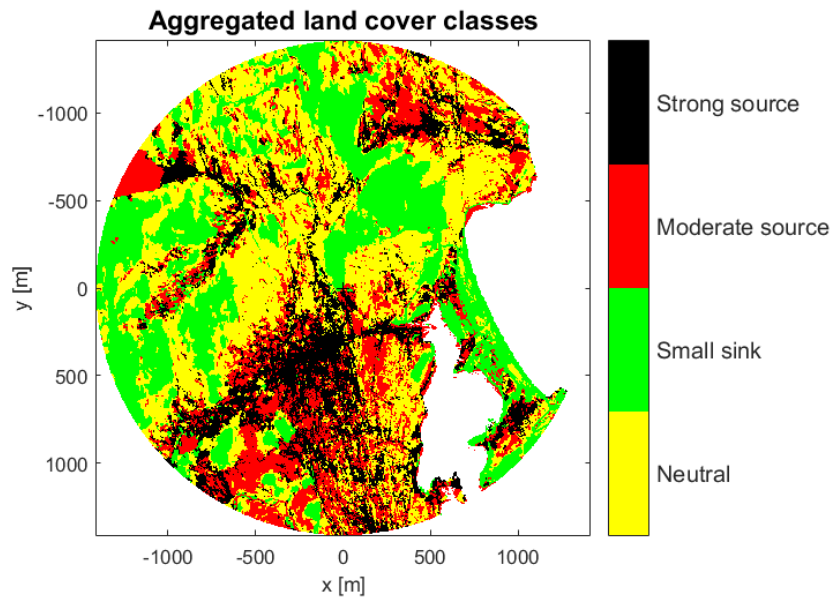 Aggregated land cover classes
-1000
-500
0
500
1000
y [m]
-1000
-500
0
500
1000
x [m]
Strong source
Moderate source
Small sink
Neutral